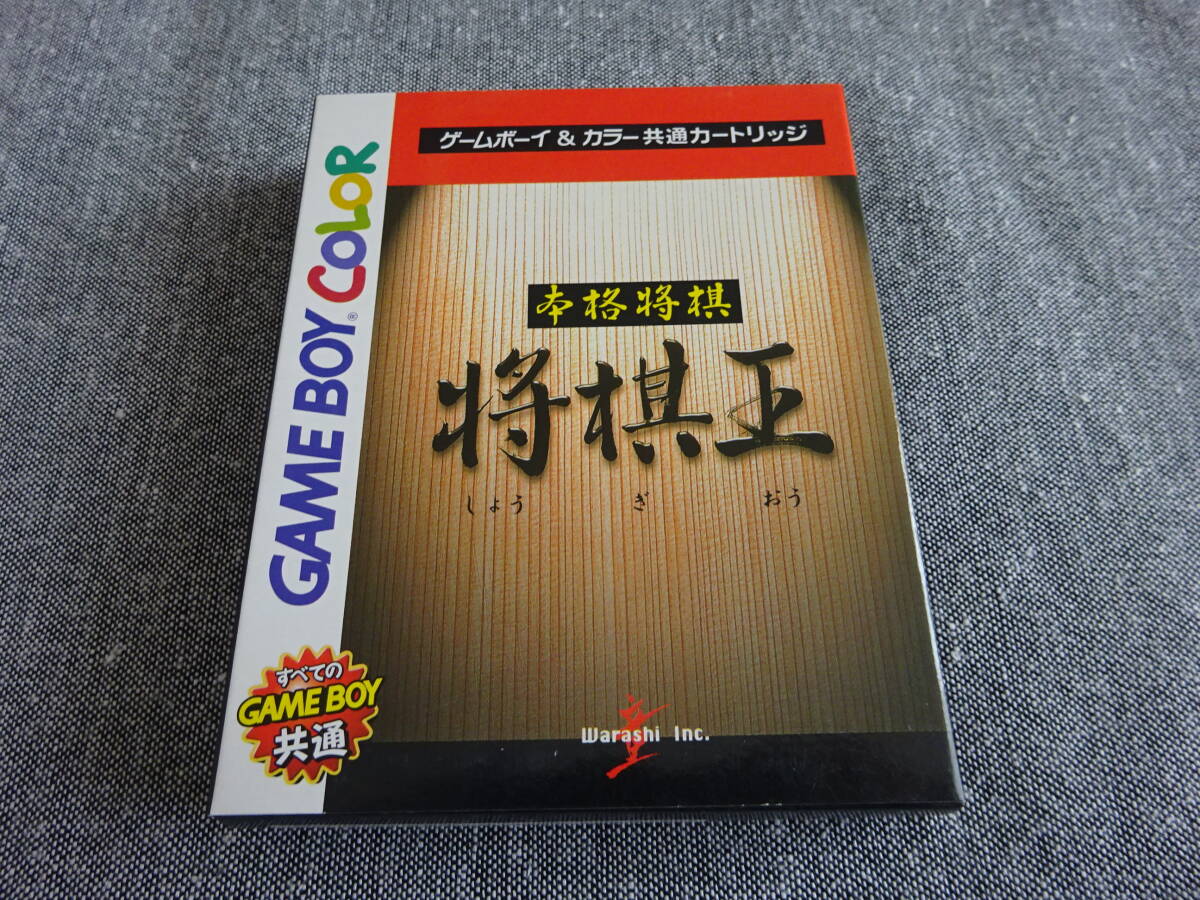 ゲームボーイ & カラー共通カートリッジ
GAME BOY® COLOR
本格将棋
将棋王
しょう ぎ おう
すべての
GAME BOY
共通
童
Warashi Inc.